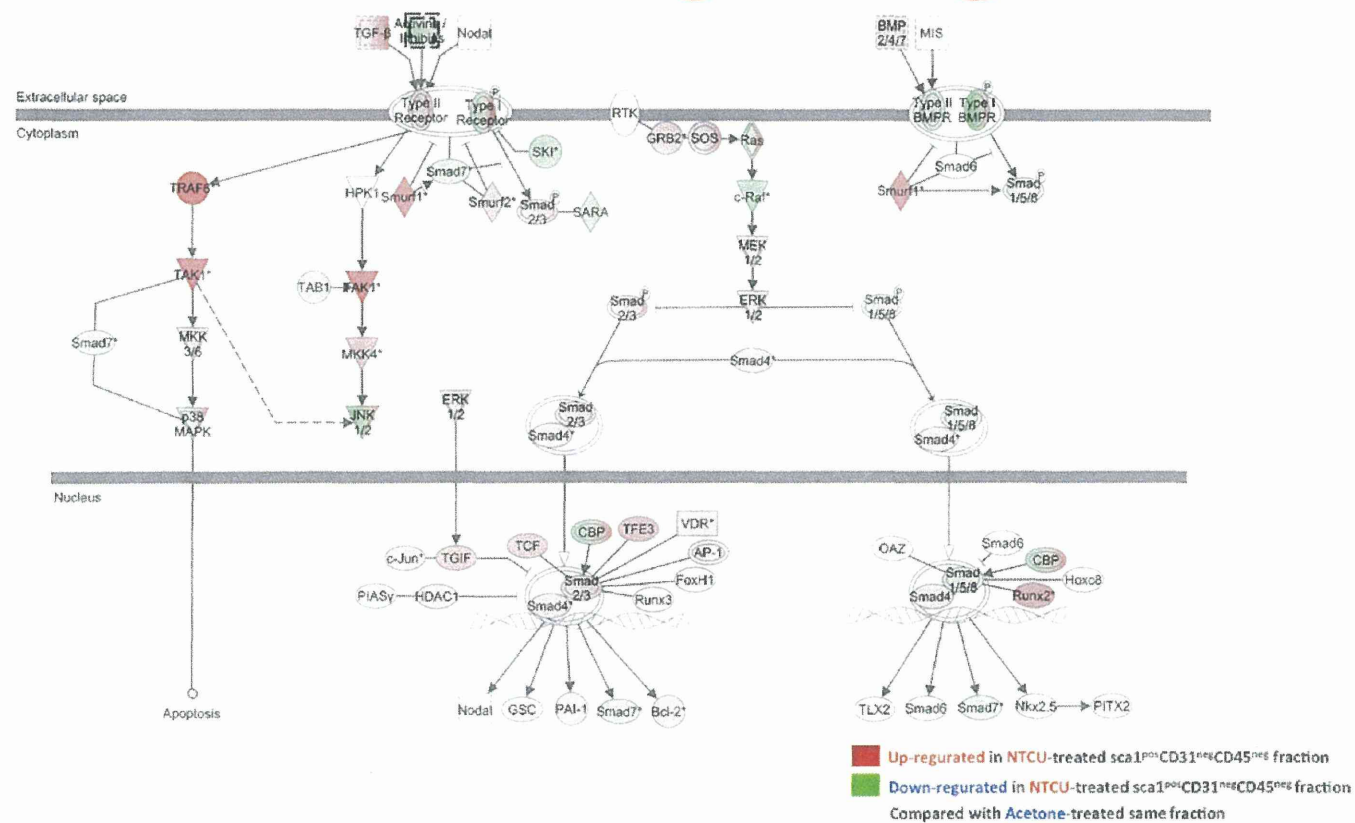 TGF-β
Activins /
Inhibins
Nodal
BMP
2/4/7
MIS
Extracellular space
Cytoplasm
Type II
Receptor
P
Type I
Receptor
RTK
P
Type II
BMPR
Type I
BMPR
GRB2*
SOS
Ras
SKI*
TRAF6
HPK1
Smurf1*
Smad7*
Smurf2*
P
Smad
2/3
SARA
c-Raf*
Smad6
Smurf1*
P
Smad
1/5/8
MEK
1/2
TAK1*
TAB1
TAK1*
P
Smad
2/3
ERK
1/2
P
Smad
1/5/8
Smad7*
MKK
3/6
MKK4*
Smad4*
p38
MAPK
JNK
1/2
ERK
1/2
Smad
2/3
Smad4*
Smad
1/5/8
Smad4*
Nucleus
c-Jun*
TGIF
TCF
CBP
TFE3
VDR*
AP-1
FoxH1
Runx3
PIASγ
HDAC1
Smad
2/3
Smad4*
OAZ
Smad6
CBP
Hoxc8
Runx2*
Smad
1/5/8
Smad4*
Apoptosis
Nodal
GSC
PAI-1
Smad7*
Bcl-2*
TLX2
Smad6
Smad7*
Nkx2.5
PITX2
Up-regurated in NTCU-treated sca1posCD31negCD45neg fraction
Down-regurated in NTCU-treated sca1posCD31negCD45neg fraction
Compared with Acetone-treated same fraction